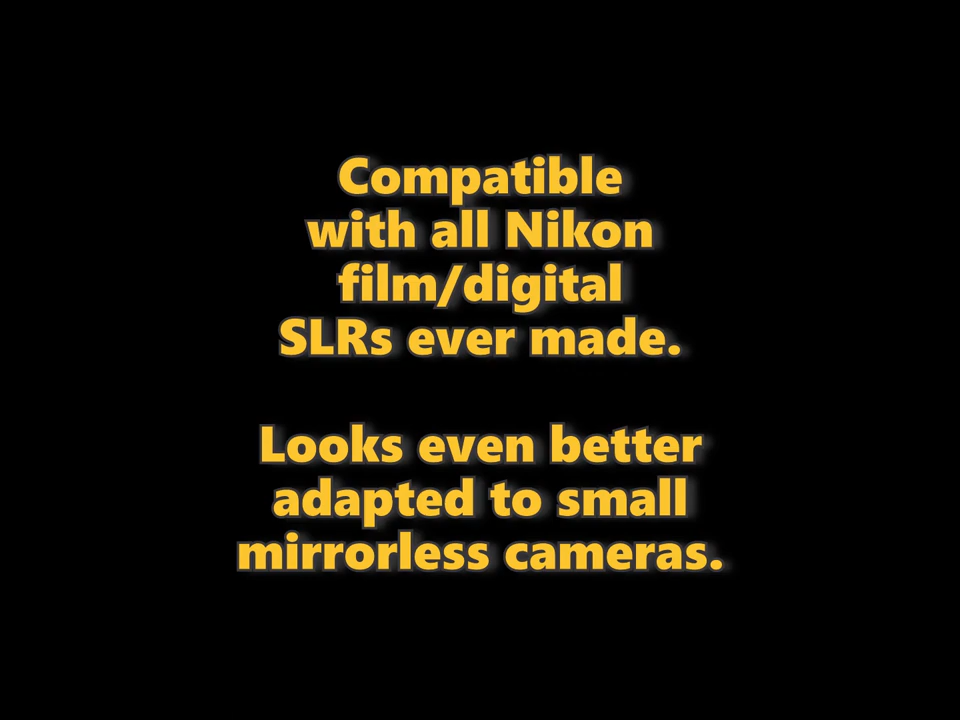 Compatible
with all Nikon
film/digital
SLRs ever made.
Looks even better
adapted to small
mirrorless cameras.